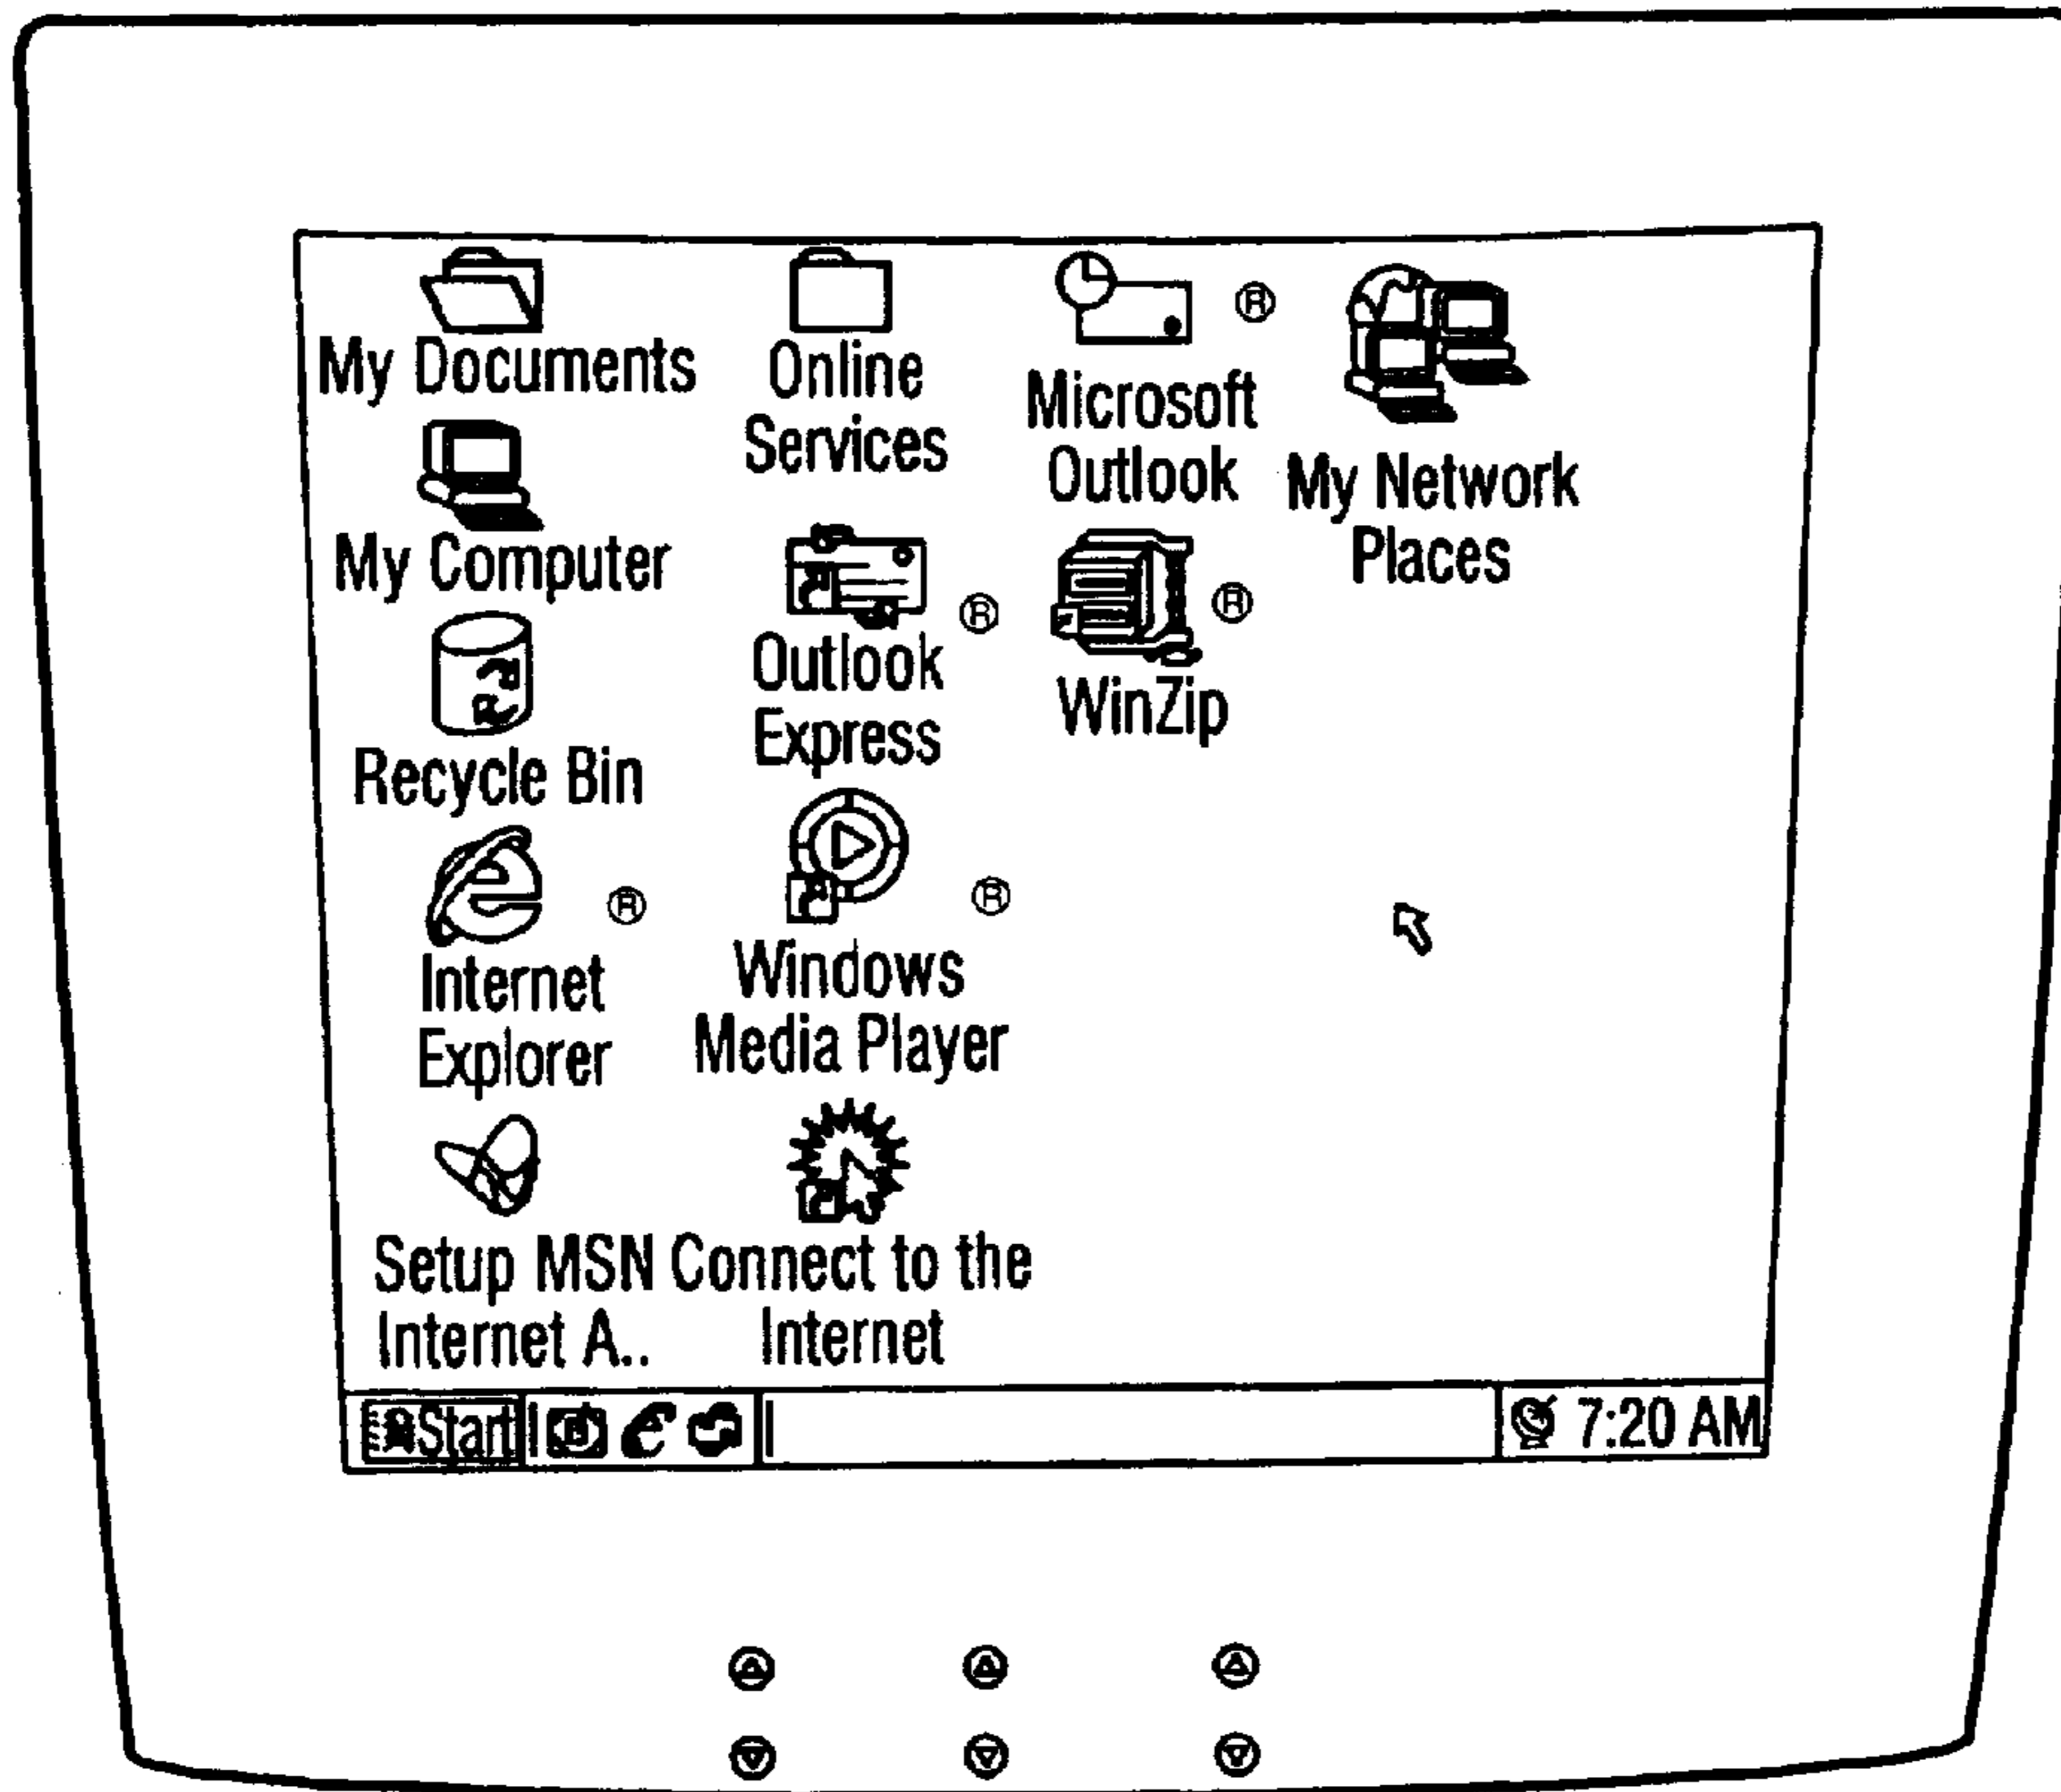 My Documents
My Computer
Recycle Bin
®
Internet
Explorer
Setup MSN
Internet A..
Online
Services
®
Outlook
Express
®
Windows
Media Player
Connect to the
Internet
®
Microsoft
Outlook
®
WinZip
My Network
Places
Start
7:20 AM